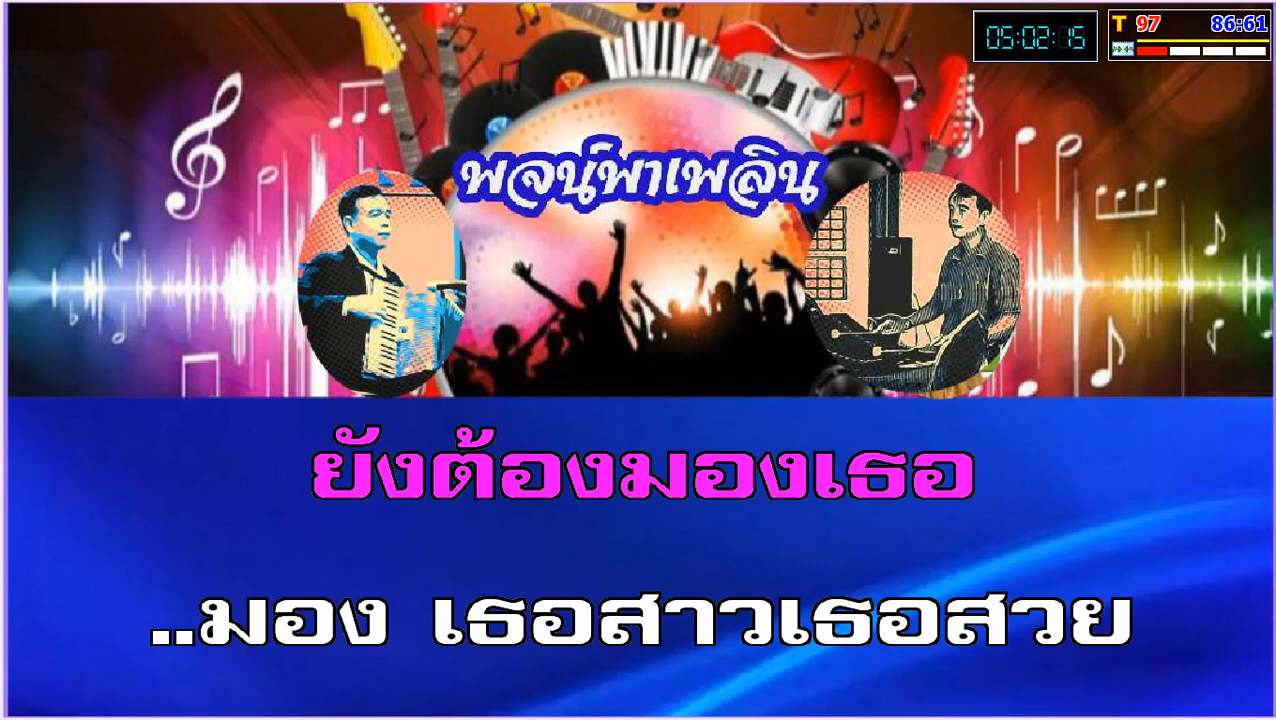 05:02:15
T 97 86:61
พจน์พาเพลิน
ยังต้องมองเธอ
..มอง เธอสาวเธอสวย